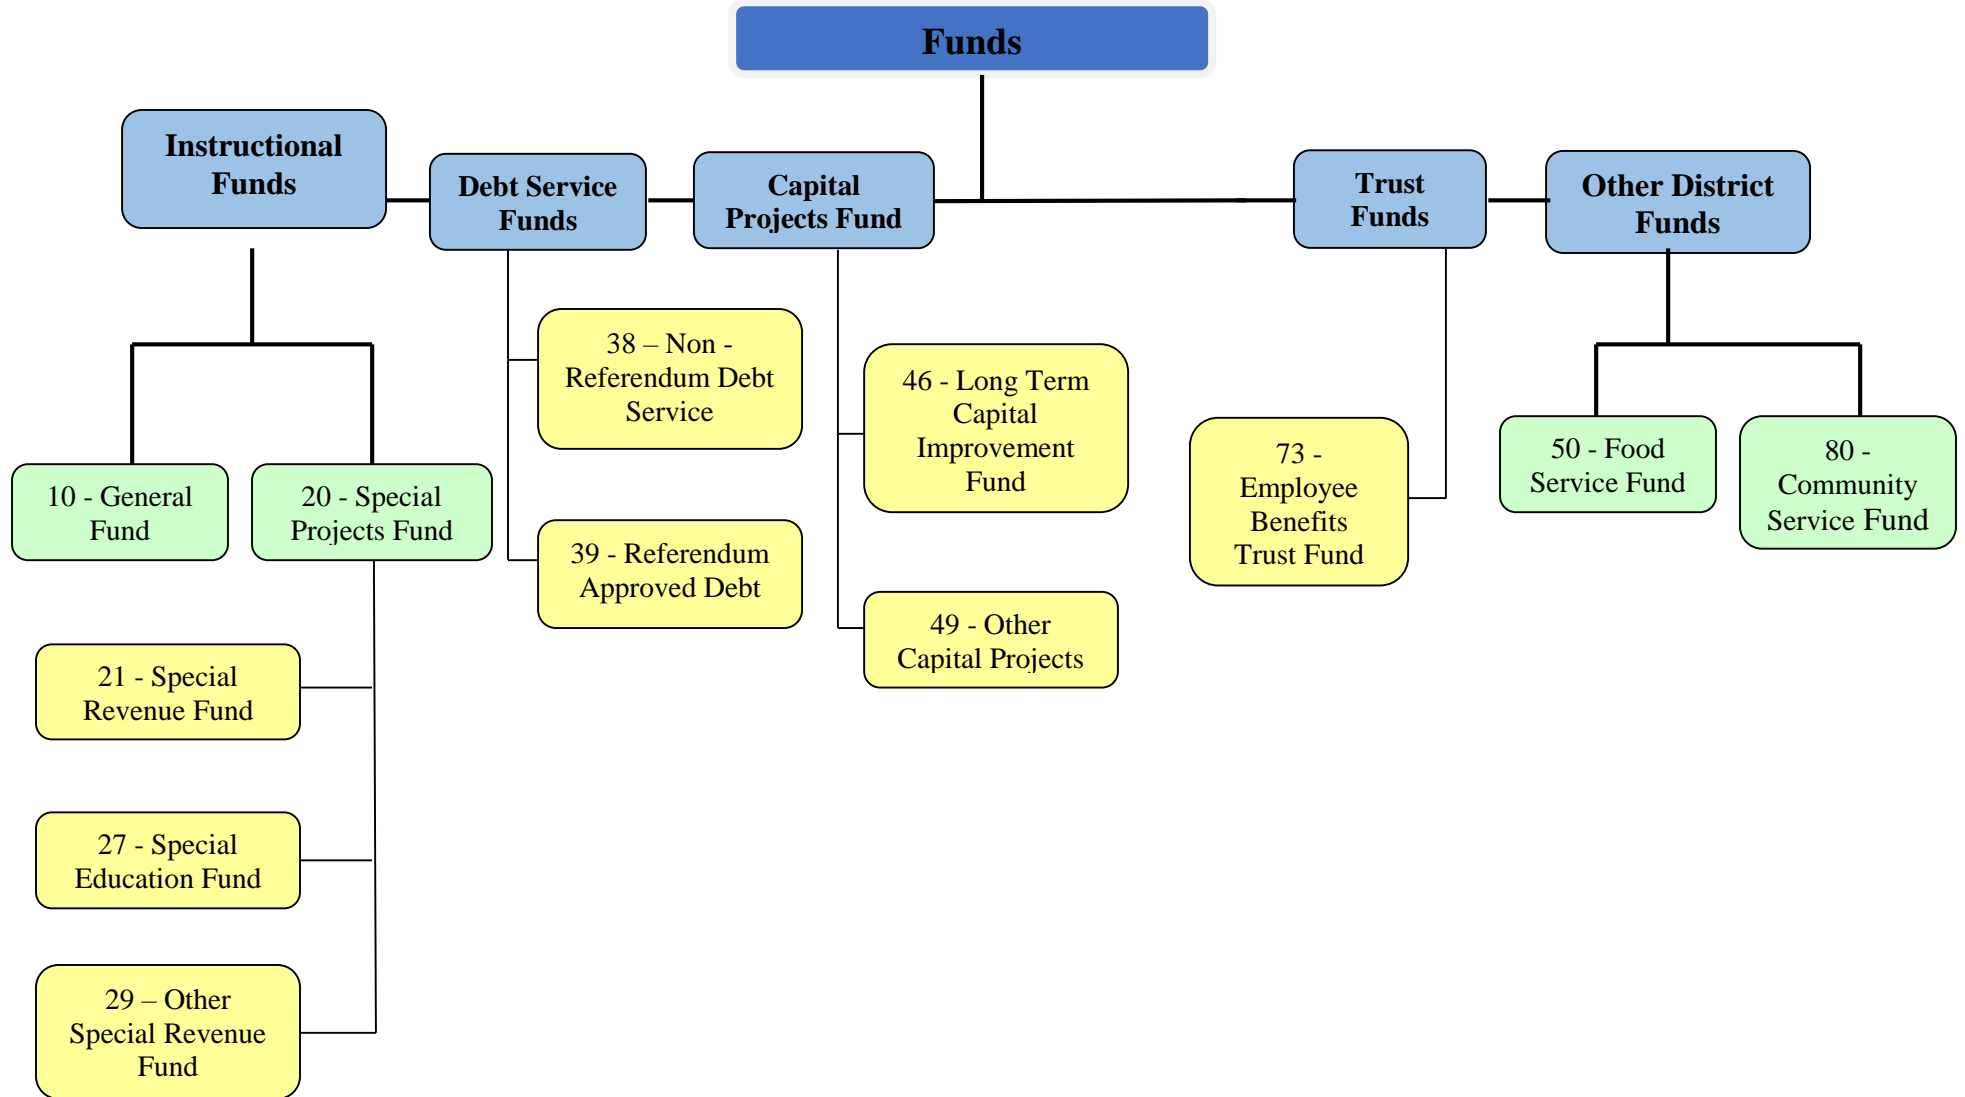 Funds
Instructional
Funds
Debt Service
Funds
Capital
Projects Fund
Trust
Funds
Other District
Funds
38 – Non -
Referendum Debt
Service
39 - Referendum
Approved Debt
46 - Long Term
Capital
Improvement
Fund
49 - Other
Capital Projects
73 -
Employee
Benefits
Trust Fund
50 - Food
Service Fund
80 -
Community
Service Fund
10 - General
Fund
20 - Special
Projects Fund
21 - Special
Revenue Fund
27 - Special
Education Fund
29 – Other
Special Revenue
Fund